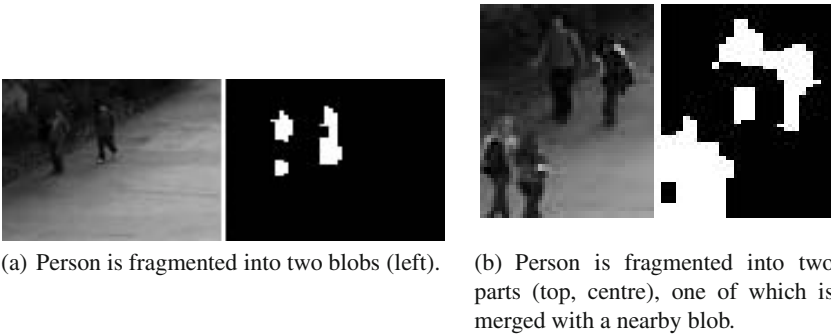 (a) Person is fragmented into two blobs (left).
(b) Person is fragmented into two
parts (top, centre), one of which is
merged with a nearby blob.